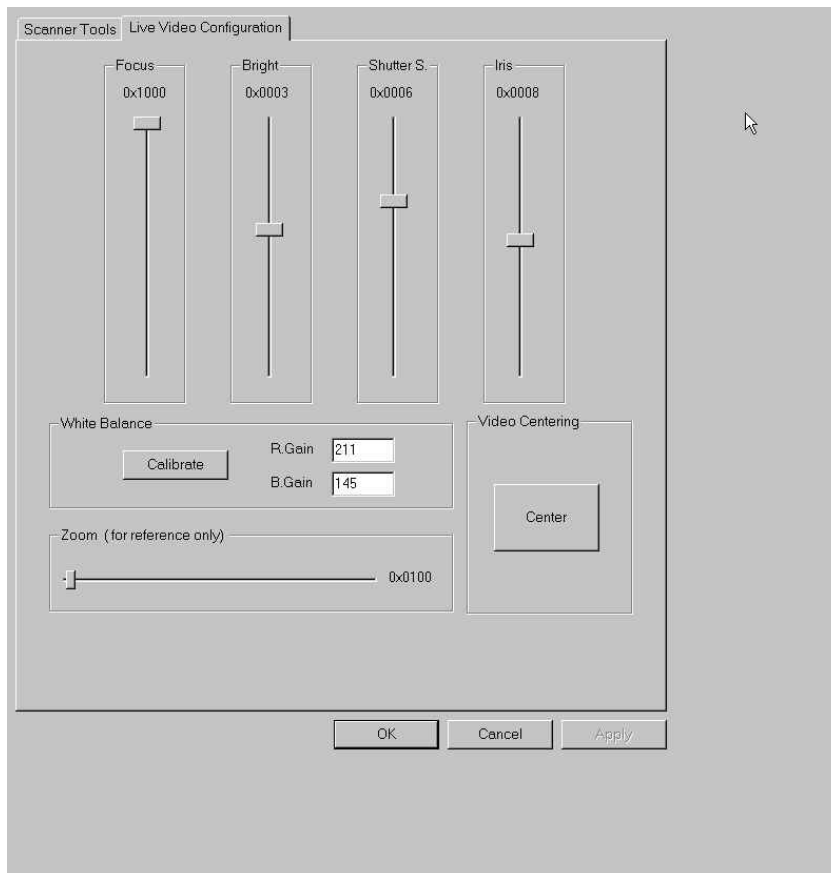 Scanner Tools Live Video Configuration
Focus Bright Shutter S. Iris
0x1000 0x0003 0x0006 0x0008
White Balance
Calibrate
R.Gain 211
B.Gain 145
Video Centering
Center
Zoom (for reference only)
0x0100
OK Cancel Apply